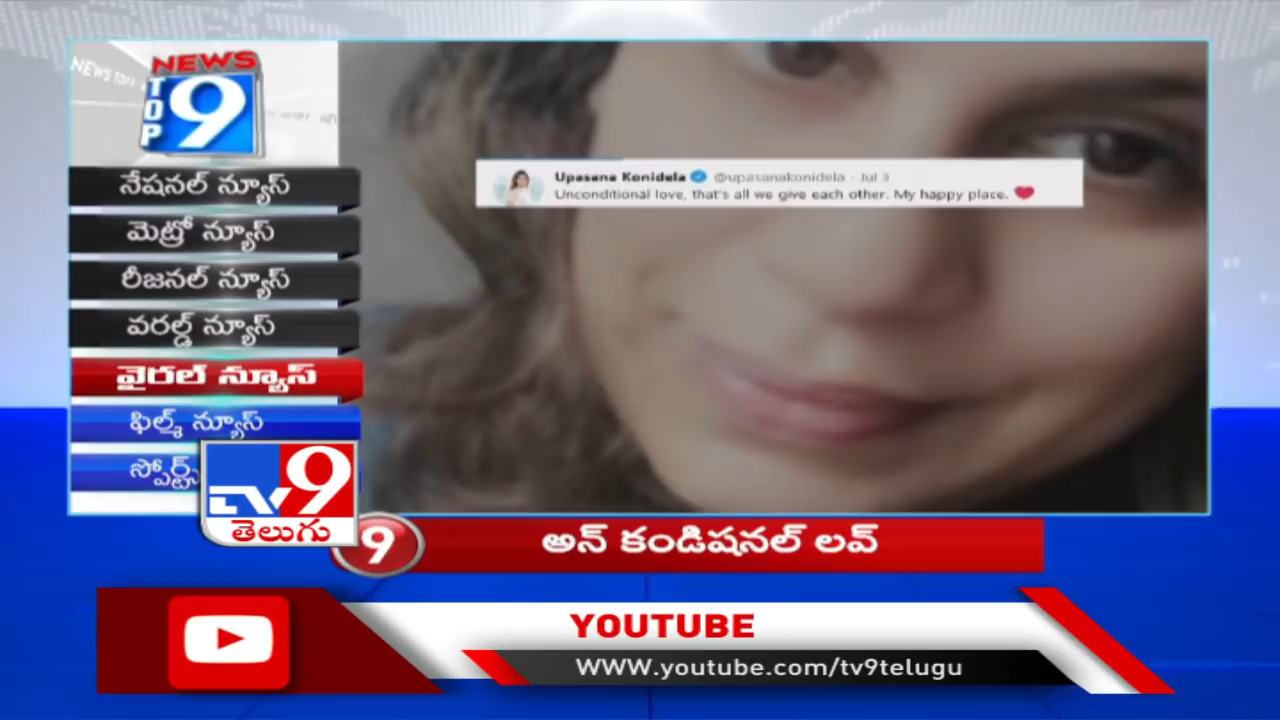 NEWS
TOP
9
నేషనల్ న్యూస్
మెట్రో న్యూస్
రీజనల్ న్యూస్
వరల్డ్ న్యూస్
వైరల్ న్యూస్
ఫిల్మ్ న్యూస్
స్పోర్ట్స్
Upasana Konidela @upasanakonidela · Jul 3
Unconditional love, that's all we give each other. My happy place. ❤
TV9
తెలుగు
9
అన్ కండిషనల్ లవ్
YOUTUBE
WWW.youtube.com/tv9telugu